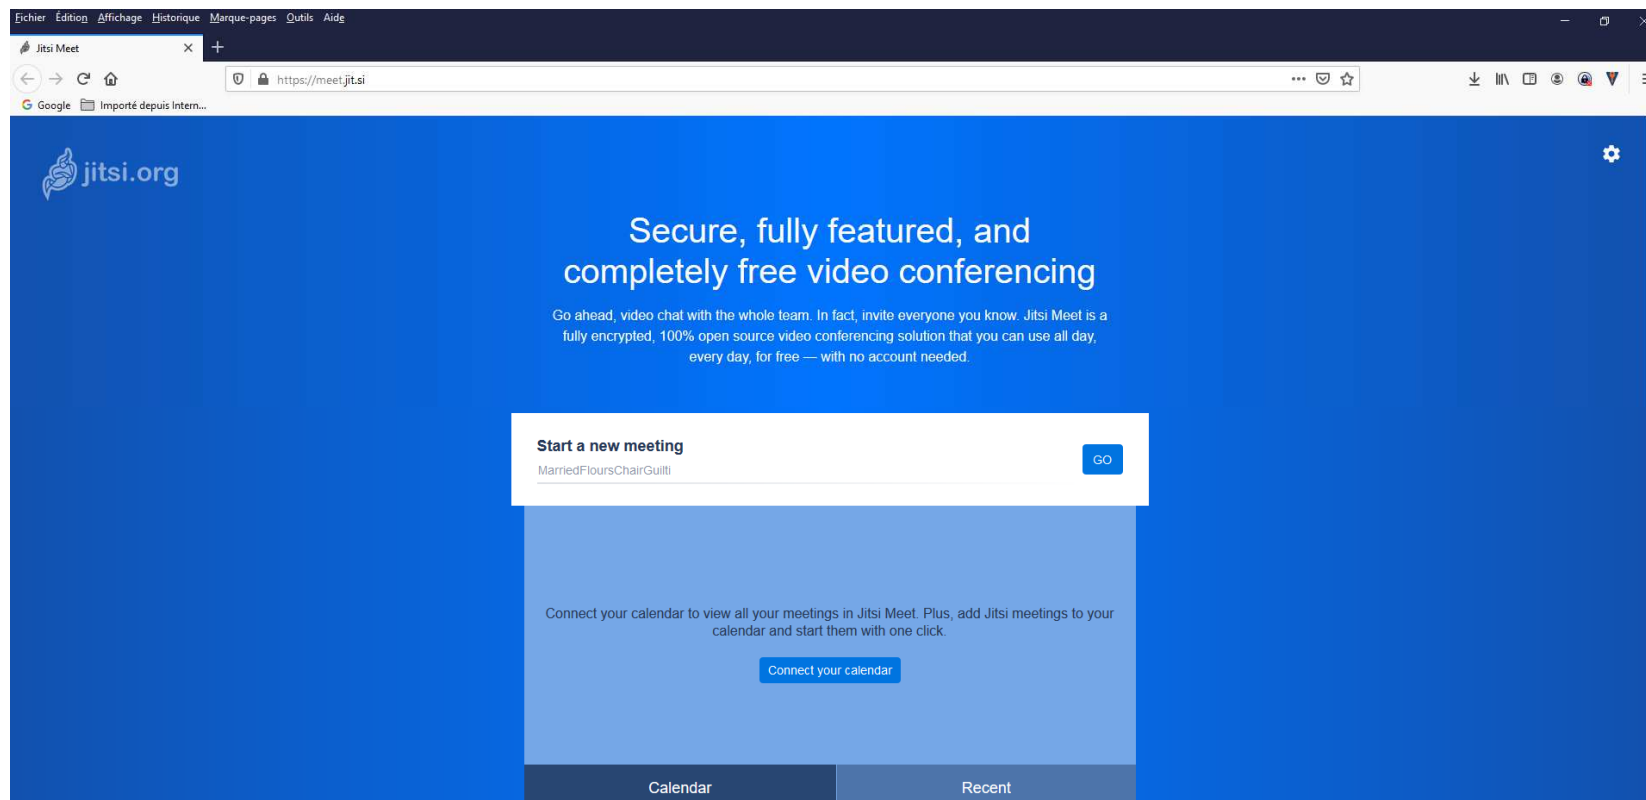 Fichier Édition Affichage Historique Marque-pages Outils Aide
Jitsi Meet
https://meet.jit.si
Google Importé depuis Intern...
jitsi.org
Secure, fully featured, and
completely free video conferencing
Go ahead, video chat with the whole team. In fact, invite everyone you know. Jitsi Meet is a
fully encrypted, 100% open source video conferencing solution that you can use all day,
every day, for free — with no account needed.
Start a new meeting
MarriedFloursChairGuilti
GO
Connect your calendar to view all your meetings in Jitsi Meet. Plus, add Jitsi meetings to your
calendar and start them with one click.
Connect your calendar
Calendar Recent